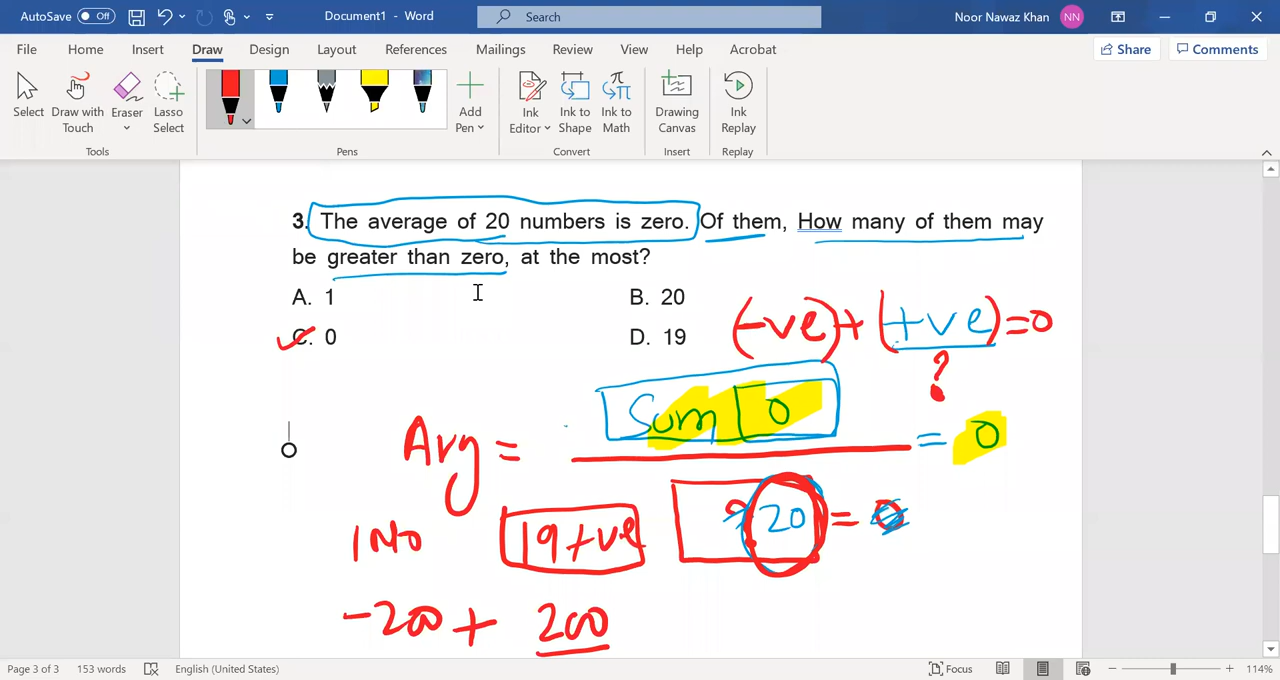 AutoSave Off Document1 - Word Search Noor Nawaz Khan NN
File Home Insert Draw Design Layout References Mailings Review View Help Acrobat Share Comments
Select Draw with Touch Eraser Lasso Select Add Pen Ink Editor Ink to Shape Ink to Math Drawing Canvas Ink Replay
Tools Pens Convert Insert Replay
3. The average of 20 numbers is zero. Of them, How many of them may
be greater than zero, at the most?
A. 1 B. 20
C. 0 D. 19
(-ve)+(+ve)=0
?
Sum 0
Avg = = 0
20 = 0
1 No 19 +ve
-200 + 200
Page 3 of 3 153 words English (United States) Focus 114%